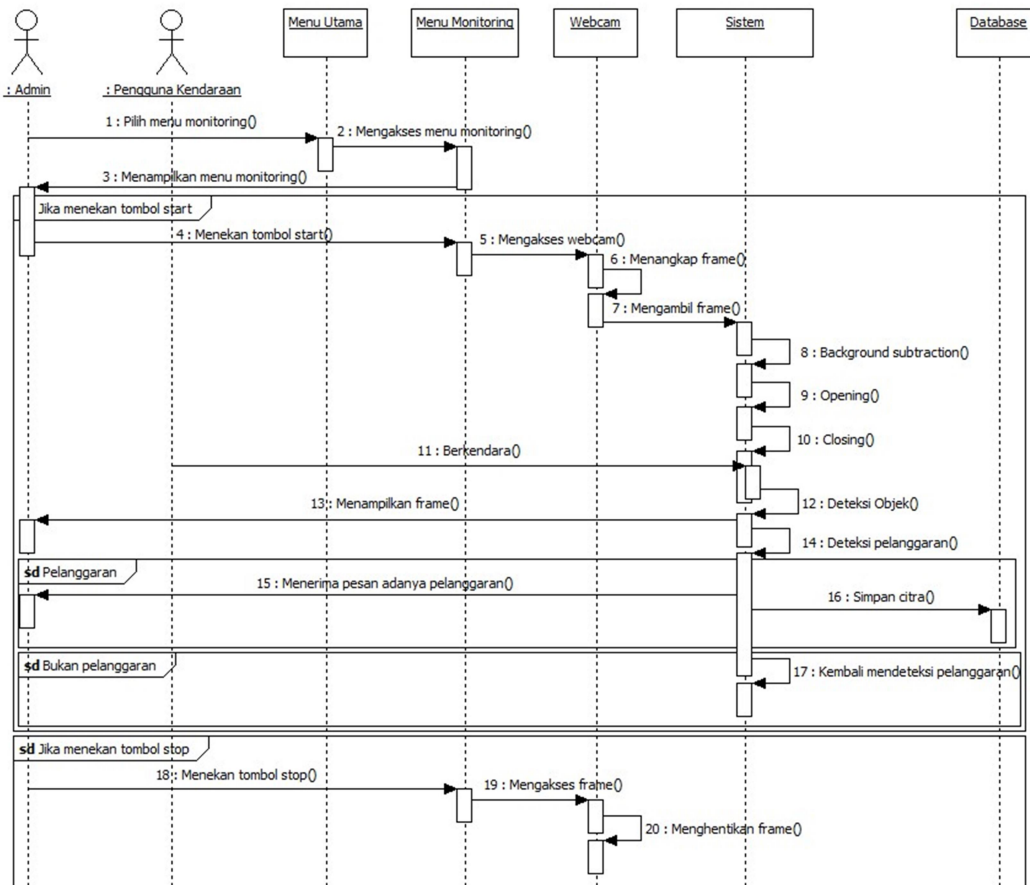 Menu Utama
Menu Monitoring
Webcam
Sistem
Database
: Admin
: Pengguna Kendaraan
1 : Pilih menu monitoring()
2 : Mengakses menu monitoring()
3 : Menampilkan menu monitoring()
Jika menekan tombol start
4 : Menekan tombol start()
5 : Mengakses webcam()
6 : Menangkap frame()
7 : Mengambil frame()
8 : Background subtraction()
9 : Opening()
10 : Closing()
11 : Berkendara()
12 : Deteksi Objek()
13 : Menampilkan frame()
14 : Deteksi pelanggaran()
sd Pelanggaran
15 : Menerima pesan adanya pelanggaran()
16 : Simpan citra()
sd Bukan pelanggaran
17 : Kembali mendeteksi pelanggaran()
sd Jika menekan tombol stop
18 : Menekan tombol stop()
19 : Mengakses frame()
20 : Menghentikan frame()